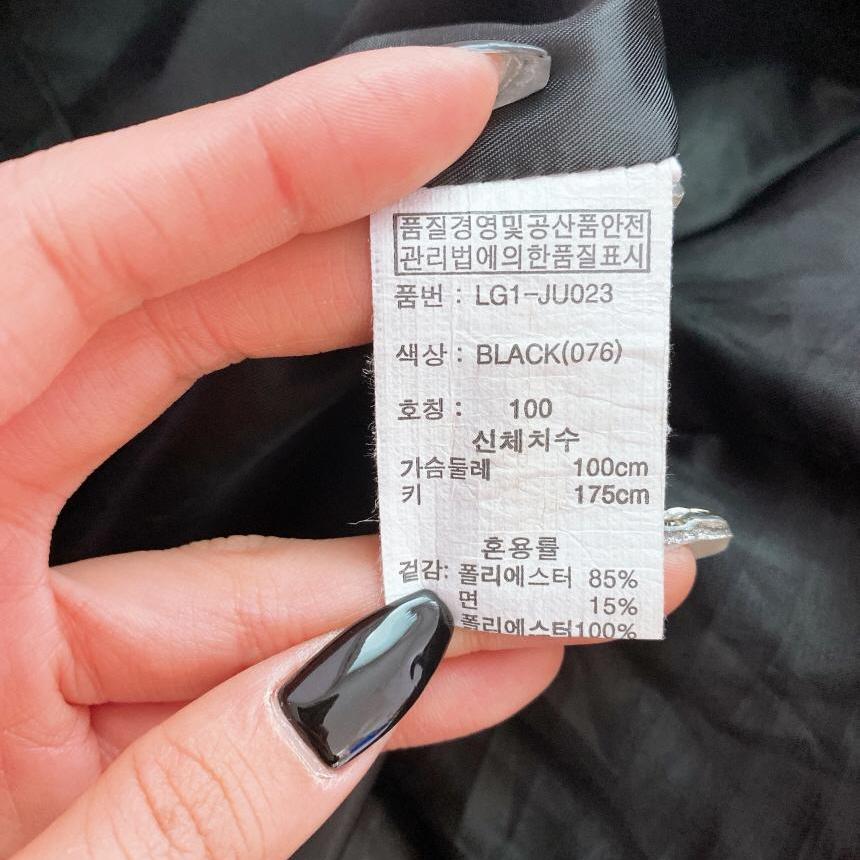 품질경영및공산품안전
관리법에의한품질표시
품번 : LG1-JU023
색상 : BLACK(076)
호칭 : 100
신체치수
가슴둘레 100cm
키 175cm
혼용률
겉감: 폴리에스터 85%
면 15%
폴리에스터100%